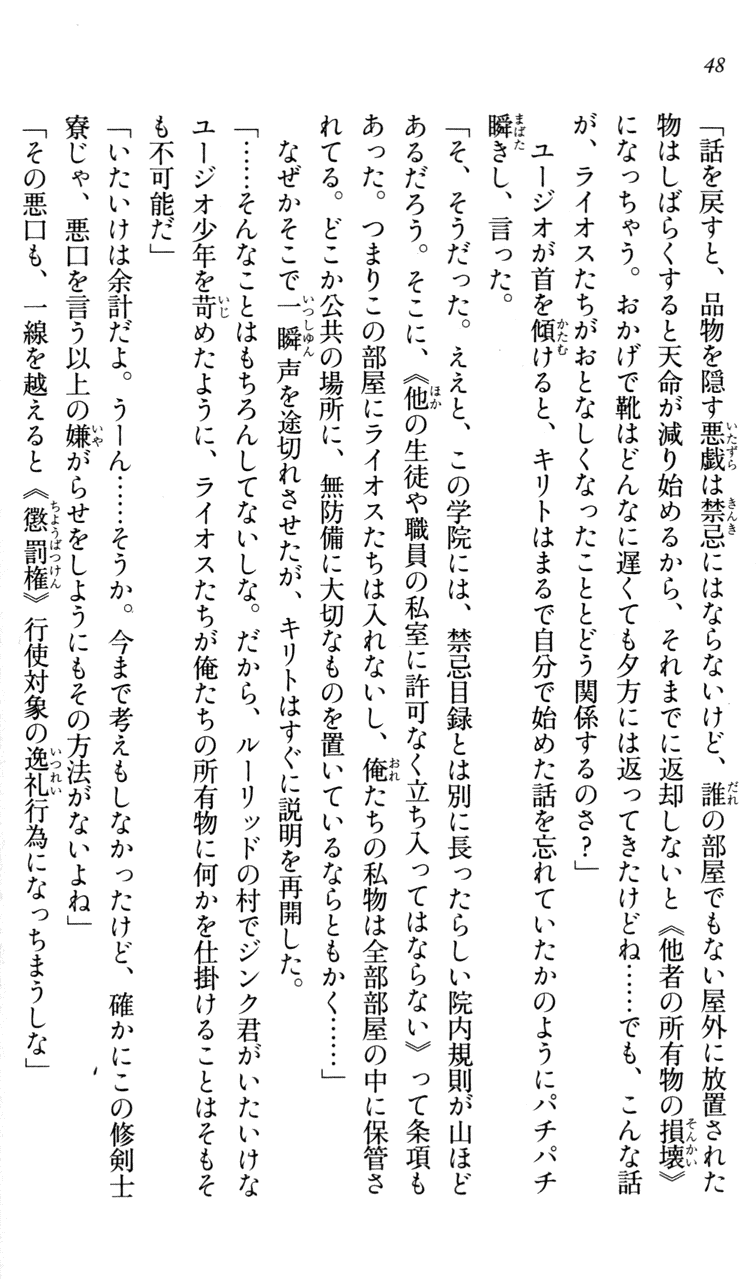 48
「話を戻すと、品物を隠す悪戯は禁忌にはならないけど、誰の部屋でもない屋外に放置された
物はしばらくすると天命が減り始めるから、それまでに返却しないと《他者の所有物の損壊》
になっちゃう。おかげで靴はどんなに遅くても夕方には返ってきたけどね……でも、こんな話
が、ライオスたちがおとなしくなったこととどう関係するのさ？」
ユージオが首を傾けると、キリトはまるで自分で始めた話を忘れていたかのようにパチパチ
瞬きし、言った。
「そ、そうだった。ええと、この学院には、禁忌目録とは別に長ったらしい院内規則が山ほど
あるだろう。そこに、《他の生徒や職員の私室に許可なく立ち入ってはならない》って条項も
あった。つまりこの部屋にライオスたちは入れないし、俺たちの私物は全部部屋の中に保管さ
れてる。どこか公共の場所に、無防備に大切なものを置いているならともかく……」
なぜかそこで一瞬声を途切れさせたが、キリトはすぐに説明を再開した。
「……そんなことはもちろんしてないしな。だから、ルーリッドの村でジンク君がいたいけな
ユージオ少年を苛めたように、ライオスたちが俺たちの所有物に何かを仕掛けることはそもそ
も不可能だ」
「いたいけは余計だよ。うーん……そうか。今まで考えもしなかったけど、確かにこの修剣士
寮じゃ、悪口を言う以上の嫌がらせをしようにもその方法がないよね」
「その悪口も、一線を越えると《懲罰権》行使対象の逸礼行為になっちまうしな」